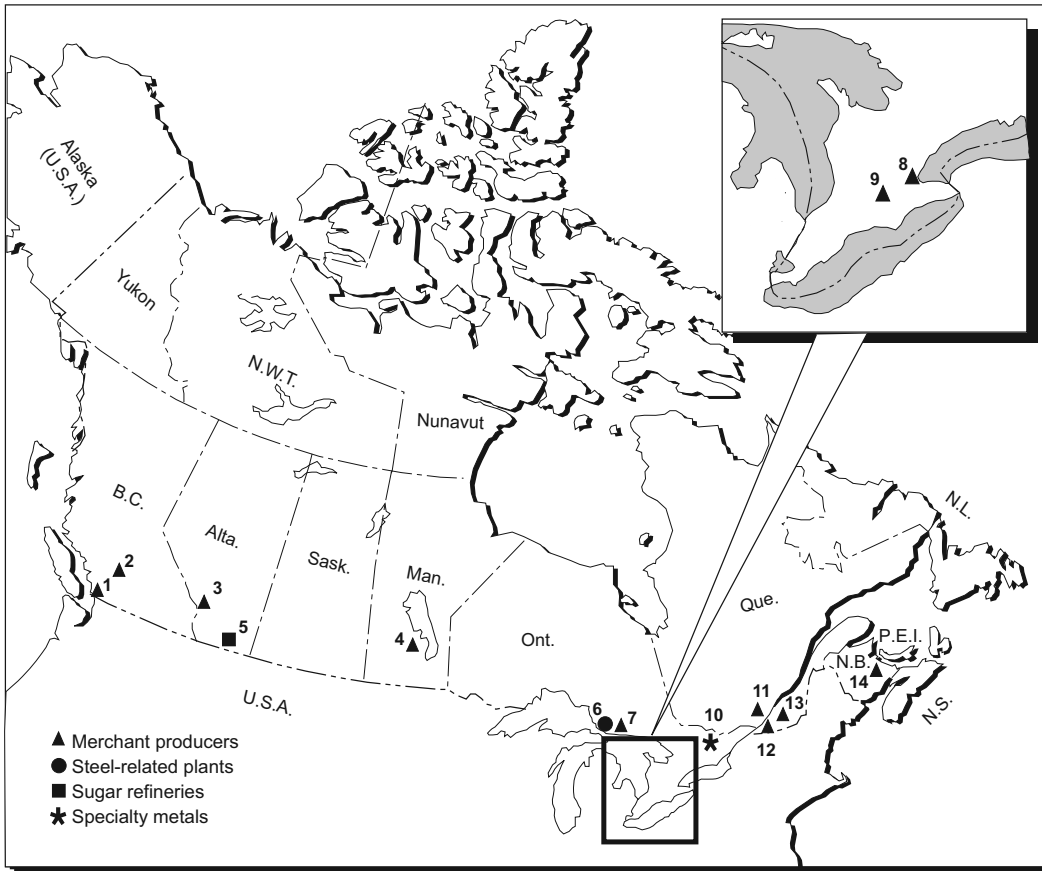 Alaska
(U.S.A.)
Yukon
N.W.T.
Nunavut
B.C.
Alta.
Sask.
Man.
Ont.
Que.
N.L.
P.E.I.
N.B.
N.S.
U.S.A.
1
2
3
4
5
6
7
8
9
10
11
12
13
14
▲ Merchant producers
● Steel-related plants
■ Sugar refineries
* Specialty metals